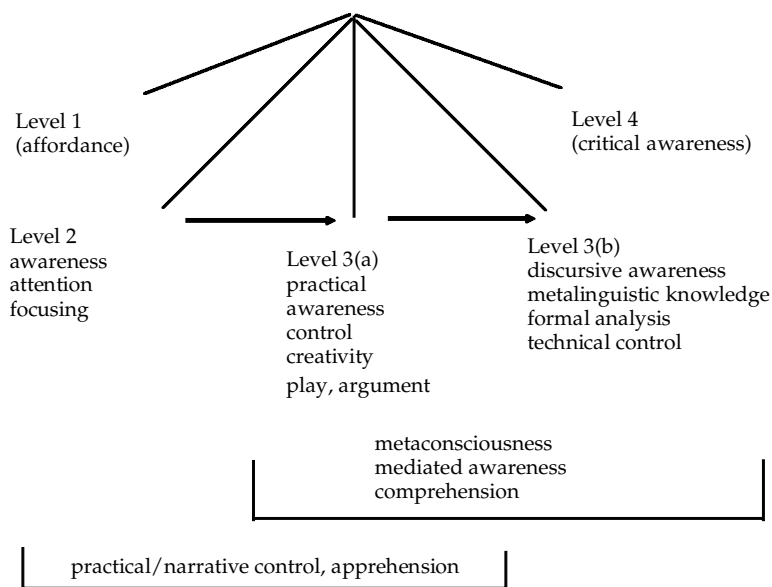 Level 1
(affordance)
Level 4
(critical awareness)
Level 2
awareness
attention
focusing
Level 3(a)
practical
awareness
control
creativity
play, argument
Level 3(b)
discursive awareness
metalinguistic knowledge
formal analysis
technical control
metaconsciousness
mediated awareness
comprehension
practical/narrative control, apprehension